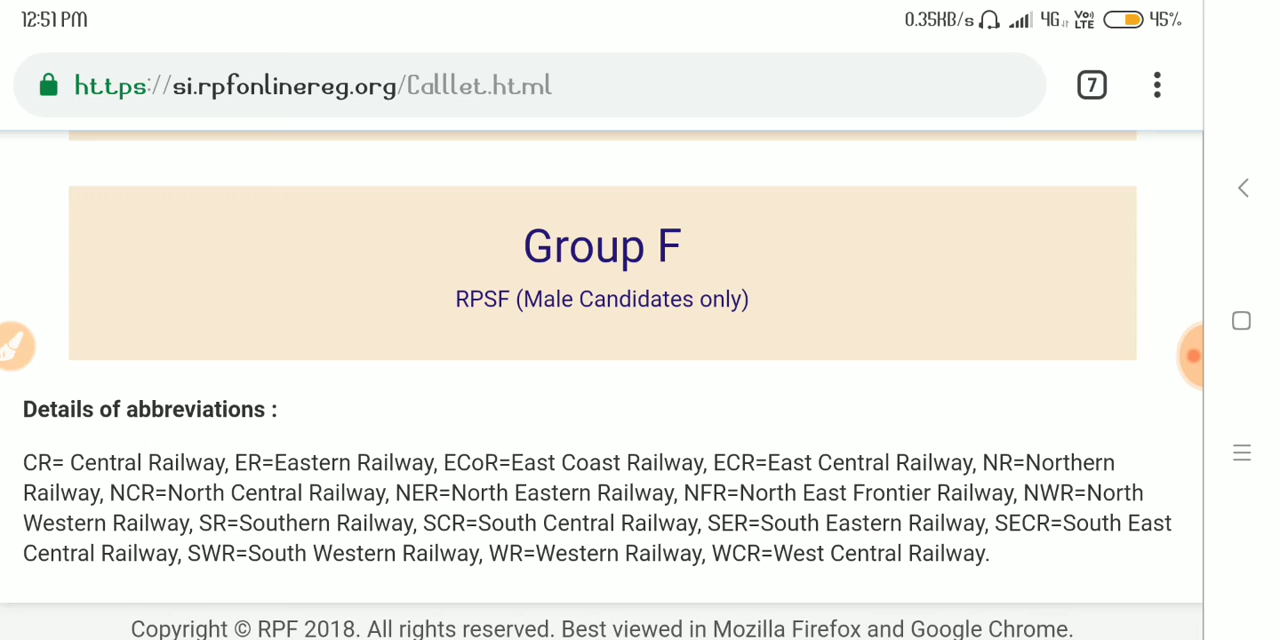 12:51 PM 0.35KB/s 4G Vo) LTE 45%
https://si.rpfonlinereg.org/Calllet.html 7
Group F
RPSF (Male Candidates only)
Details of abbreviations :
CR= Central Railway, ER=Eastern Railway, ECoR=East Coast Railway, ECR=East Central Railway, NR=Northern
Railway, NCR=North Central Railway, NER=North Eastern Railway, NFR=North East Frontier Railway, NWR=North
Western Railway, SR=Southern Railway, SCR=South Central Railway, SER=South Eastern Railway, SECR=South East
Central Railway, SWR=South Western Railway, WR=Western Railway, WCR=West Central Railway.
Copyright © RPF 2018. All rights reserved. Best viewed in Mozilla Firefox and Google Chrome.